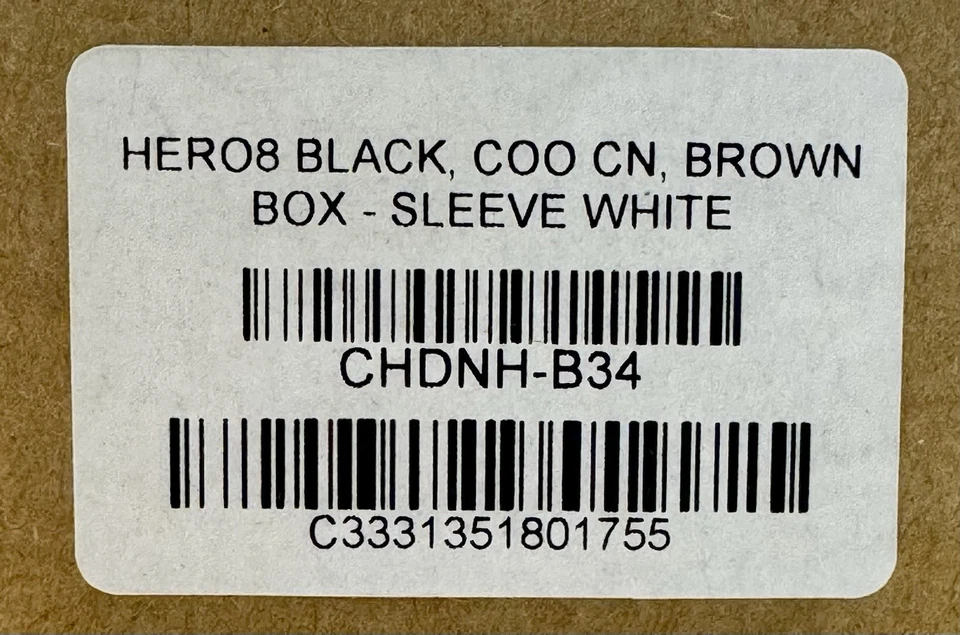 HERO8 BLACK, COO CN, BROWN
BOX - SLEEVE WHITE
CHDNH-B34
C3331351801755